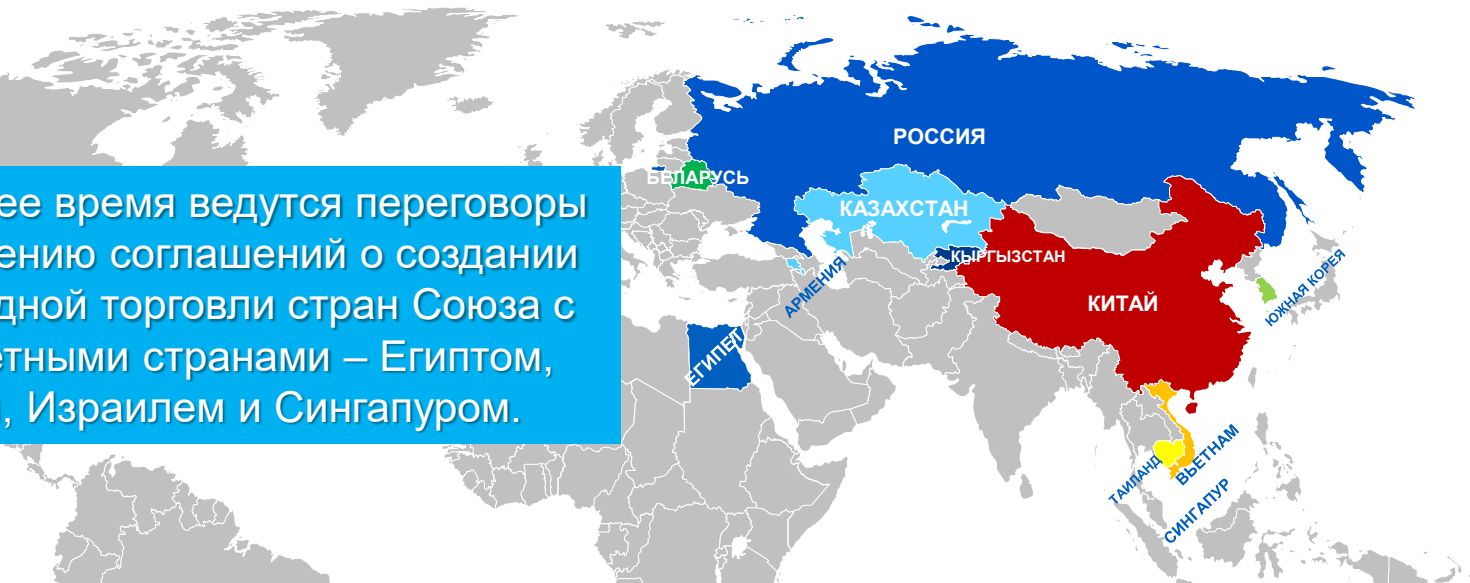 РОССИЯ
БЕЛАРУСЬ
ее время ведутся переговоры
КАЗАХСТАН
ению соглашений о создании
КЫРГЫЗСТАН
АРМЕНИЯ
ЮЖНАЯ КОРЕЯ
дной торговли стран Союза с
КИТАЙ
етными странами – Египтом,
ЕГИПЕТ
, Израилем и Сингапуром.
ТАИЛАНД
ВЬЕТНАМ
СИНГАПУР